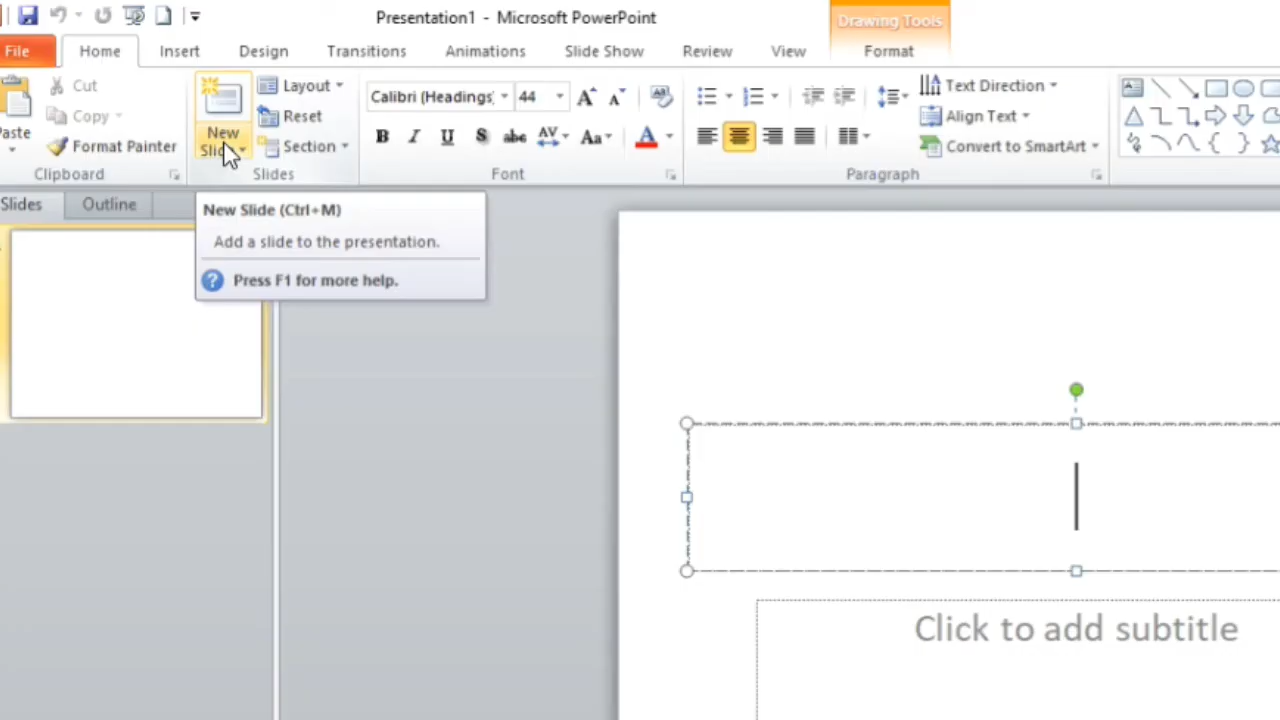 Presentation1 - Microsoft PowerPoint
Drawing Tools
File Home Insert Design Transitions Animations Slide Show Review View Format
Cut
Copy
Format Painter
Clipboard
New
Layout
Reset
Section
Slides
Calibri (Headings) 44
B I U S abc AV Aa A
Font
Text Direction
Align Text
Convert to SmartArt
Paragraph
Slides Outline
New Slide (Ctrl+M)
Add a slide to the presentation.
? Press F1 for more help.
Click to add subtitle